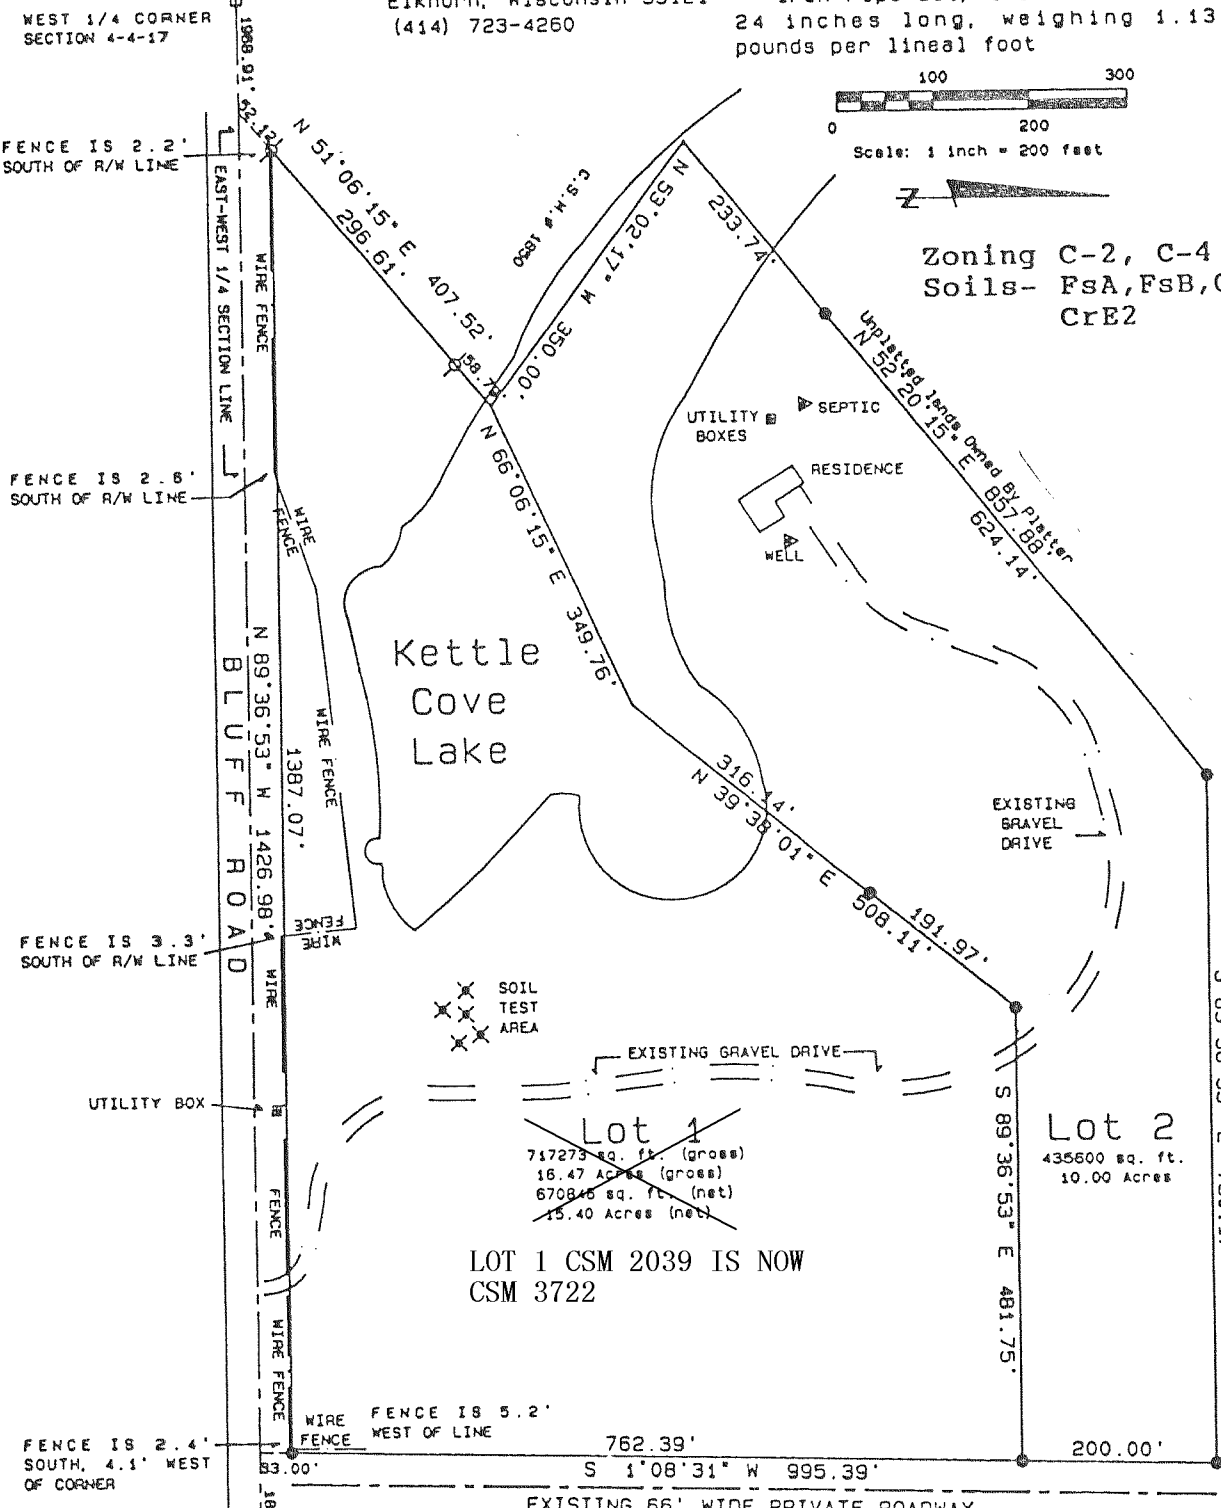 WEST 1/4 CORNER
SECTION 4-4-17
1988.91'
(414) 723-4260
24 inches long, weighing 1.13
pounds per lineal foot
100 300
0 200
Scale: 1 inch = 200 feet
N
Zoning C-2, C-4
Soils- FsA,FsB,
CrE2
62.12'
FENCE IS 2.2'
SOUTH OF R/W LINE
EAST-WEST 1/4 SECTION LINE
WIRE FENCE
N 51°06'15" E 407.52'
296.61'
58.7
C.S.M.# 1850
N 53°02'17" W 350.00'
233.74'
Unplatted lands Owned By Platter
N 52°20'15" E 857.88'
624.14'
UTILITY
BOXES
SEPTIC
RESIDENCE
WELL
FENCE IS 2.6'
SOUTH OF R/W LINE
WIRE
FENCE
N 66°06'15" E 349.76'
Kettle
Cove
Lake
N 89°36'53" W 1426.98'
1387.07'
BLUFF ROAD
WIRE FENCE
316.14'
N 39°38'01" E 508.11'
191.97'
EXISTING
GRAVEL
DRIVE
FENCE IS 3.3'
SOUTH OF R/W LINE
WIRE
FENCE
WIRE
FENCE
SOIL
TEST
AREA
EXISTING GRAVEL DRIVE
UTILITY BOX
Lot 1
717273 sq. ft. (gross)
16.47 Acres (gross)
670845 sq. ft. (net)
15.40 Acres (net)
LOT 1 CSM 2039 IS NOW
CSM 3722
S 89°36'53" E 481.75'
Lot 2
435600 sq. ft.
10.00 Acres
WIRE FENCE
WIRE
FENCE
FENCE IS 5.2'
WEST OF LINE
FENCE IS 2.4'
SOUTH, 4.1' WEST
OF CORNER
33.00'
762.39'
200.00'
S 1°08'31" W 995.39'
EXISTING 66' WIDE PRIVATE ROADWAY